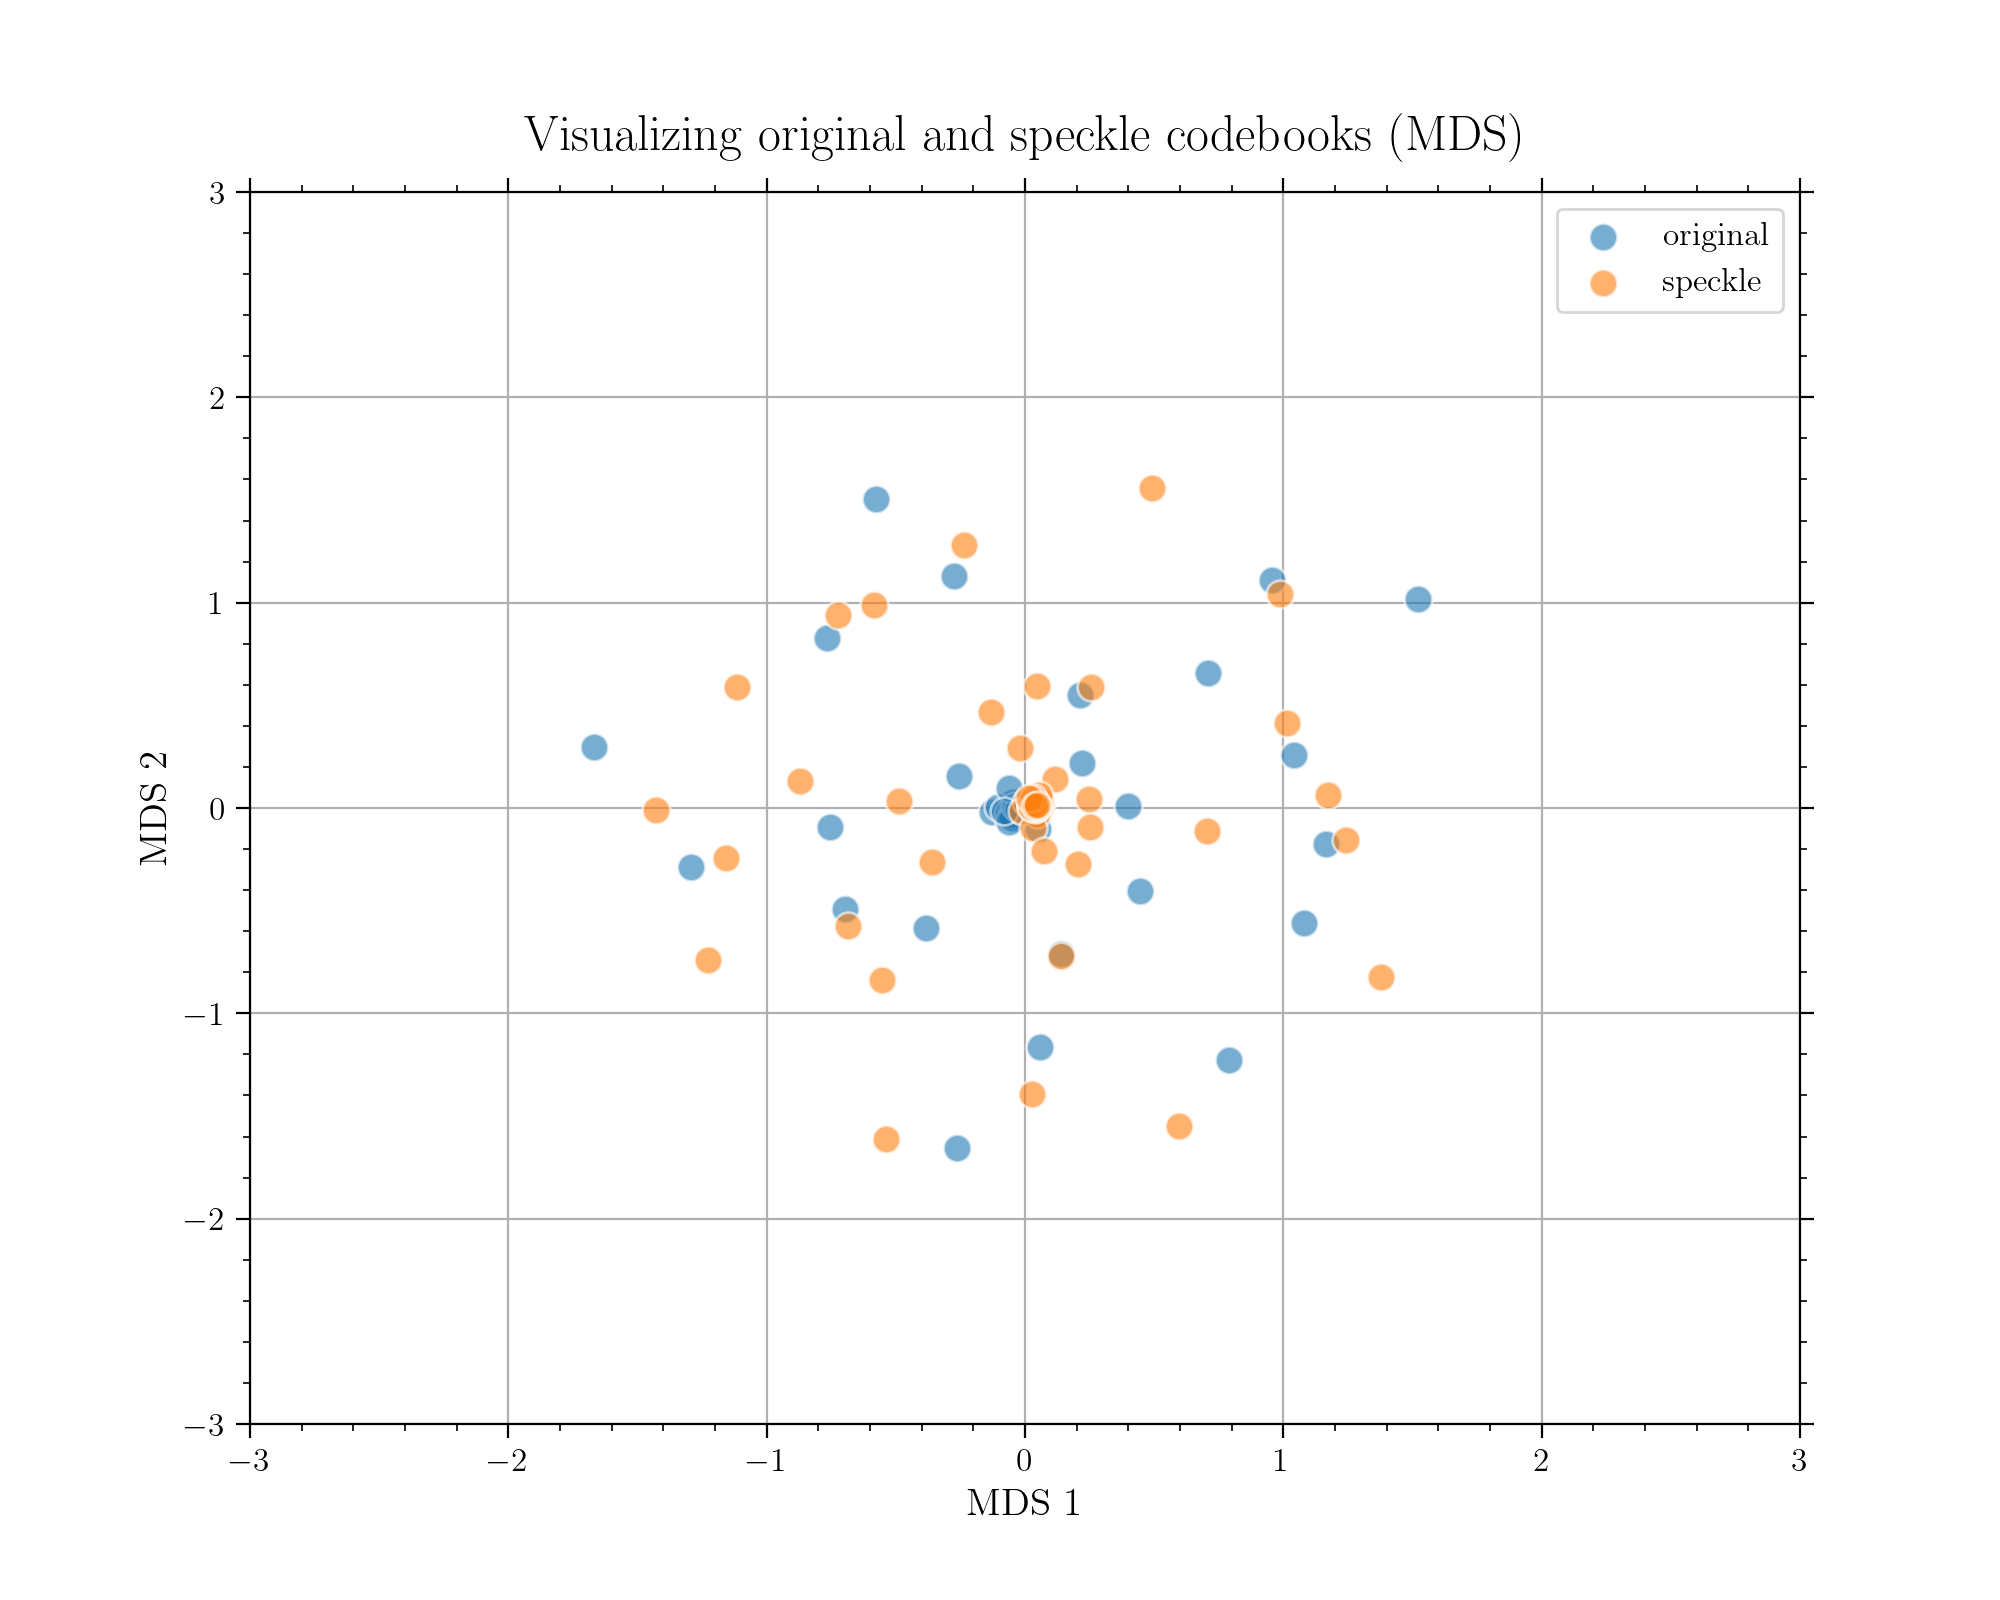 Visualizing original and speckle codebooks (MDS)
original
speckle
3
2
1
0
−1
−2
−3
MDS 2
−3
−2
−1
0
1
2
3
MDS 1